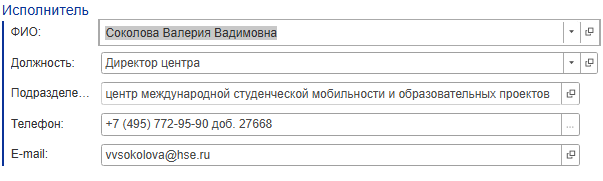 Исполнитель
ФИО: Соколова Валерия Вадимовна
Должность: Директор центра
Подразделе... центр международной студенческой мобильности и образовательных проектов
Телефон: +7 (495) 772-95-90 доб. 27668 ...
E-mail: vvsokolova@hse.ru